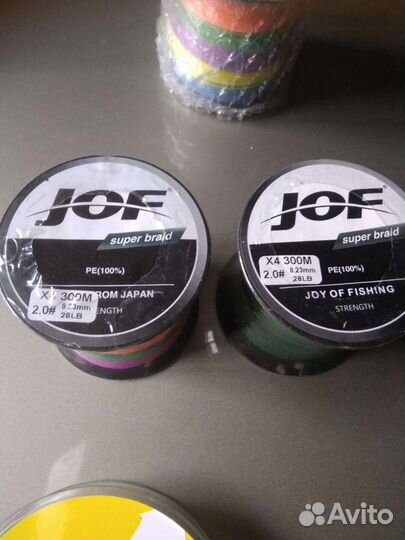 JOF®
super braid
PE(100%)
X4 300M
2.0# 0.23mm
28LB
ROM JAPAN
ENGTH
JOF®
super braid
PE(100%)
X4 300M
2.0# 0.23mm
28LB
JOY OF FISHING
STRENGTH
Avito